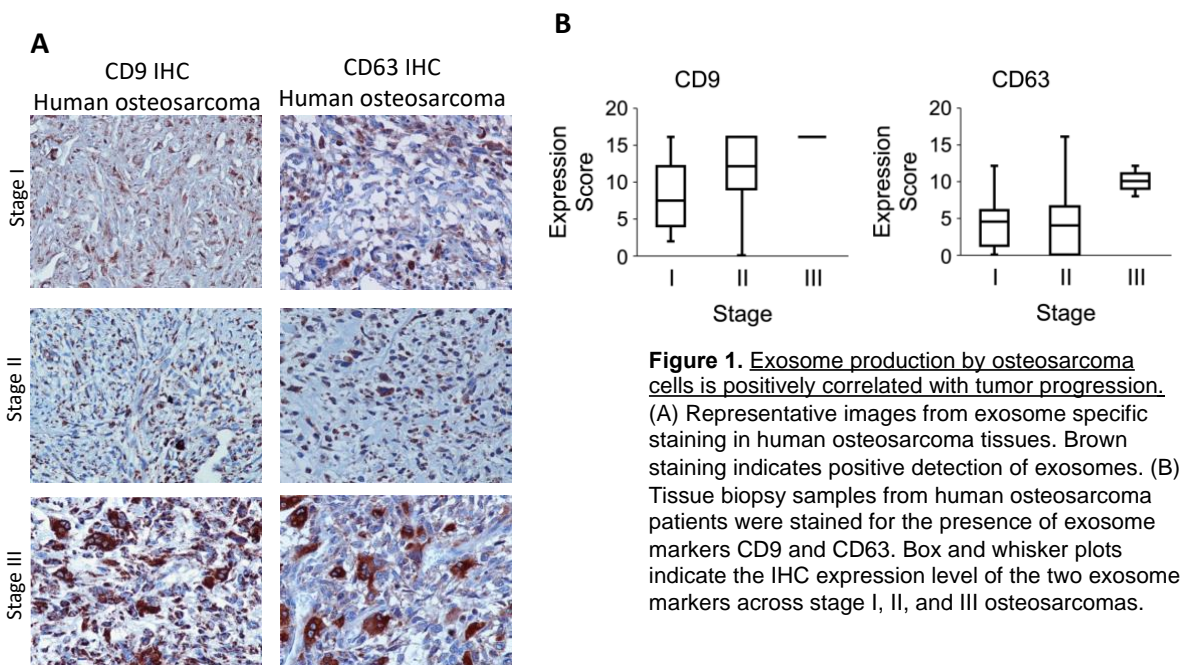 A
CD9 IHC
Human osteosarcoma
CD63 IHC
Human osteosarcoma
Stage I
Stage II
Stage III
B
CD9
20
15
10
5
0
Expression
Score
I II III
Stage
CD63
20
15
10
5
0
Expression
Score
I II III
Stage
Figure 1. Exosome production by osteosarcoma
cells is positively correlated with tumor progression.
(A) Representative images from exosome specific
staining in human osteosarcoma tissues. Brown
staining indicates positive detection of exosomes. (B)
Tissue biopsy samples from human osteosarcoma
patients were stained for the presence of exosome
markers CD9 and CD63. Box and whisker plots
indicate the IHC expression level of the two exosome
markers across stage I, II, and III osteosarcomas.